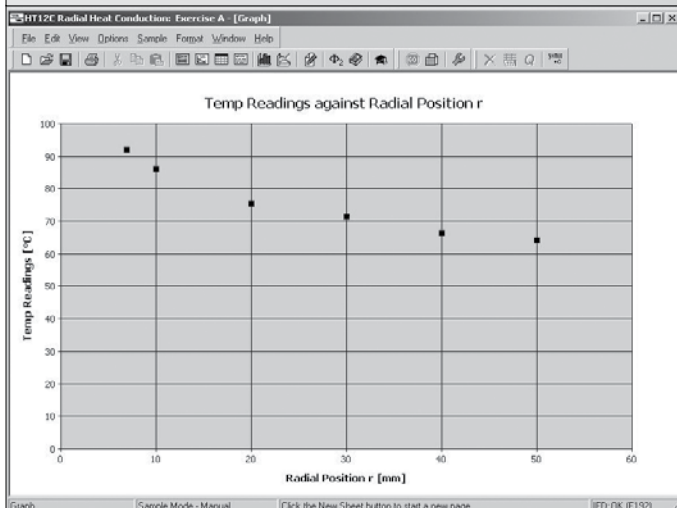 HT12C Radial Heat Conduction: Exercise A - [Graph]
File Edit View Options Sample Format Window Help
Temp Readings against Radial Position r
Temp Readings [°C]
100
90
80
70
60
50
40
30
20
10
0
0 10 20 30 40 50 60
Radial Position r [mm]
Graph Sample Mode - Manual Click the New Sheet button to start a new page IFD: OK (F192)